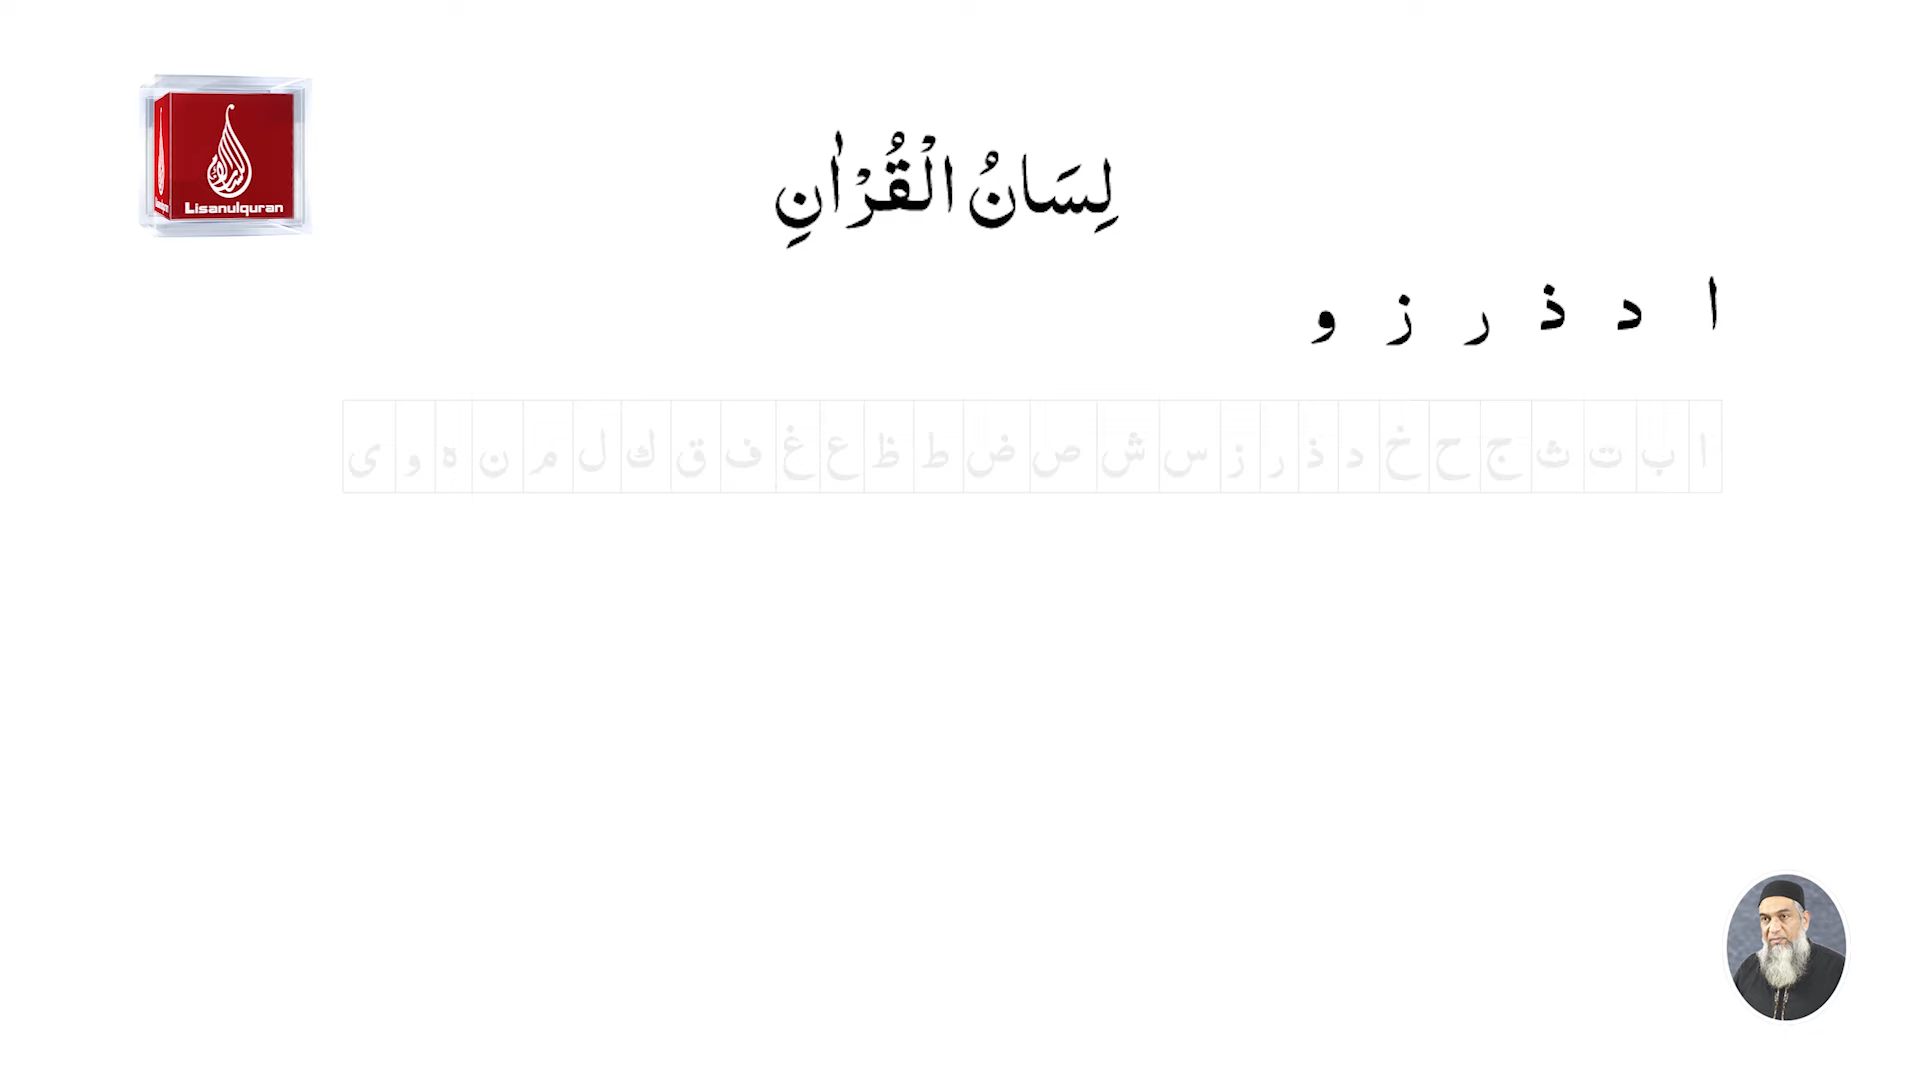 Lisanulquran
لِسَانُ الْقُرْاٰنِ
ا د ذ ر ز و
ا ب ت ث ج ح خ د ذ ر ز س ش ص ض ط ظ ع غ ف ق ك ل م ن ه و ی